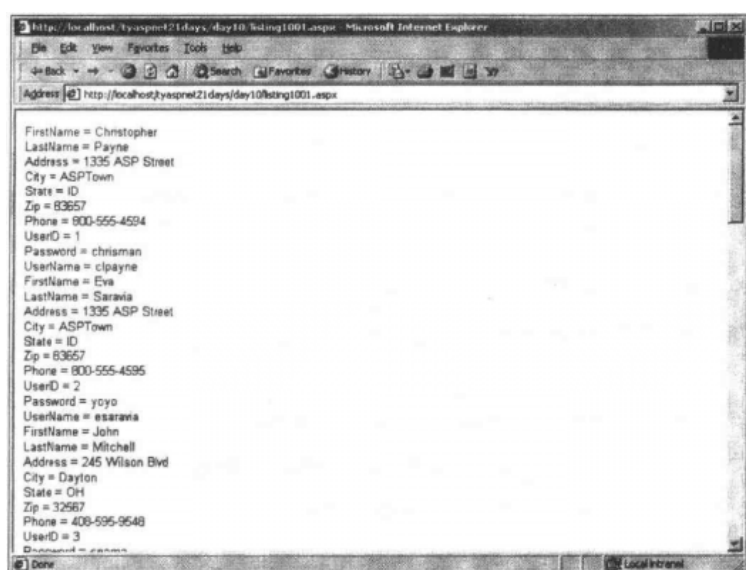 http://localhost/tyaspnet21days/day10/listing1001.aspx - Microsoft Internet Explorer
File Edit View Favorites Tools Help
Back Search Favorites History
Address http://localhost/tyaspnet21days/day10/listing1001.aspx
FirstName = Christopher
LastName = Payne
Address = 1335 ASP Street
City = ASPTown
State = ID
Zip = 83657
Phone = 800-555-4594
UserID = 1
Password = chrisman
UserName = clpayne
FirstName = Eva
LastName = Saravia
Address = 1335 ASP Street
City = ASPTown
State = ID
Zip = 83657
Phone = 800-555-4595
UserID = 2
Password = yoyo
UserName = esaravia
FirstName = John
LastName = Mitchell
Address = 245 Wilson Blvd
City = Dayton
State = OH
Zip = 32567
Phone = 408-595-9548
UserID = 3
Password =
Done Local intranet